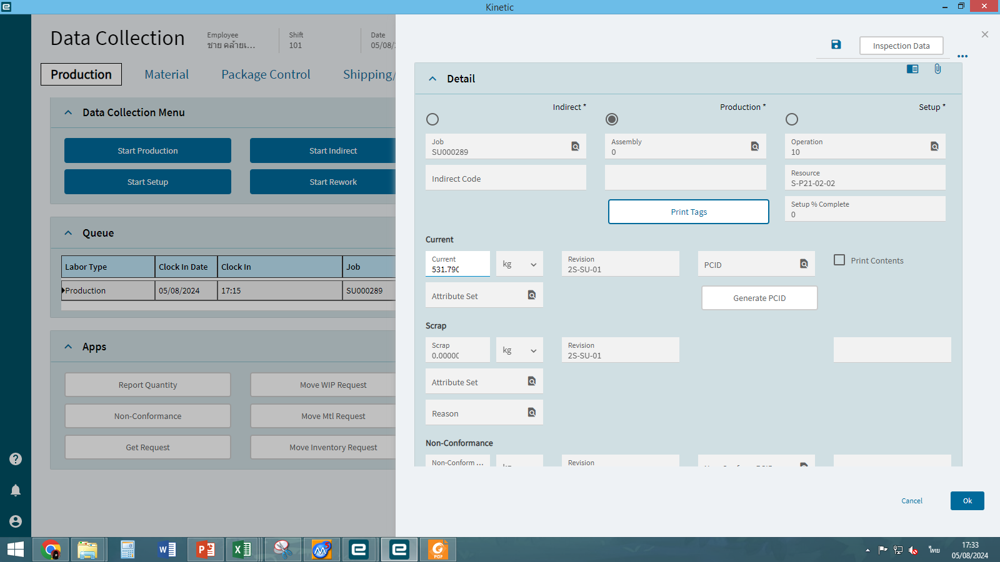 Kinetic
Data Collection
Employee
ชาย คล้ายเ...
Shift
101
Date
05/08/
Production
Material
Package Control
Shipping/
Data Collection Menu
Start Production
Start Indirect
Start Setup
Start Rework
Queue
Labor Type
Clock In Date
Clock In
Job
Production
05/08/2024
17:15
SU000289
Apps
Report Quantity
Move WIP Request
Non-Conformance
Move Mtl Request
Get Request
Move Inventory Request
Inspection Data
Detail
Indirect *
Production *
Setup *
Job
SU000289
Assembly
0
Operation
10
Indirect Code
Resource
S-P21-02-02
Print Tags
Setup % Complete
0
Current
Current
531.790
kg
Revision
2S-SU-01
PCID
Print Contents
Attribute Set
Generate PCID
Scrap
Scrap
0.00000
kg
Revision
2S-SU-01
Attribute Set
Reason
Non-Conformance
Non-Conform ...
Revision
Cancel
Ok
ไทย
17:33
05/08/2024